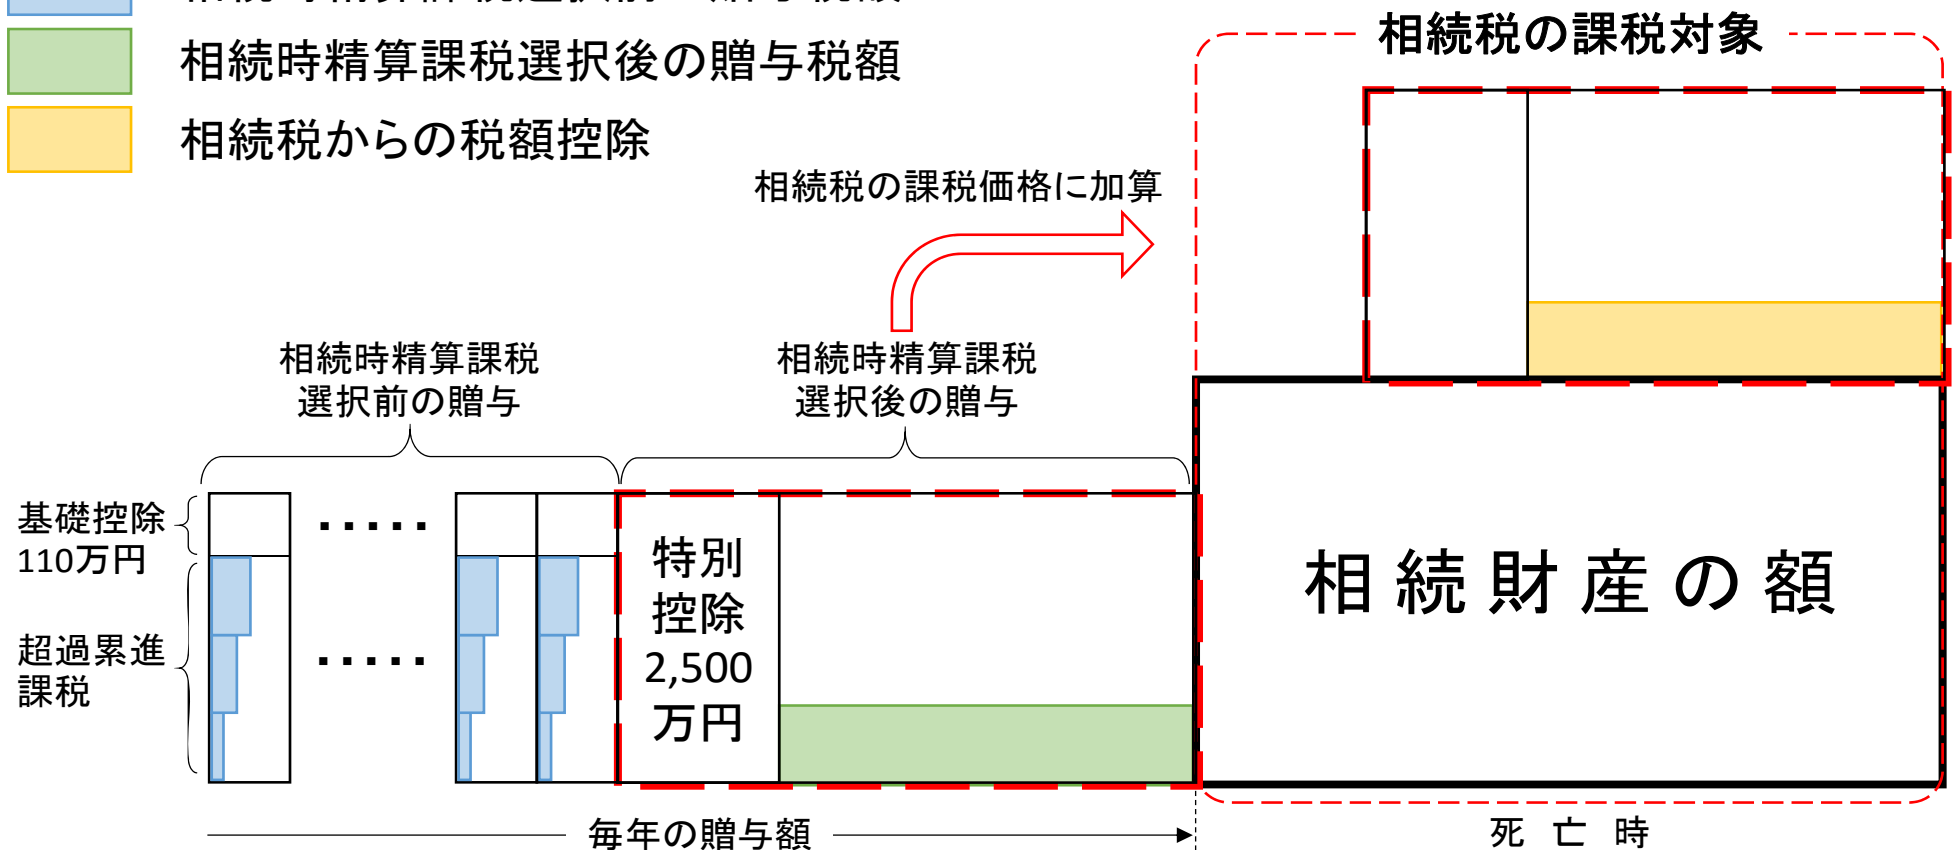 相続時精算課税選択後の贈与税額
相続税からの税額控除
相続税の課税対象
相続税の課税価格に加算
相続時精算課税
選択前の贈与
相続時精算課税
選択後の贈与
基礎控除
110万円
超過累進
課税
・・・・・
・・・・・
特別
控除
2,500
万円
相続財産の額
毎年の贈与額
死亡時